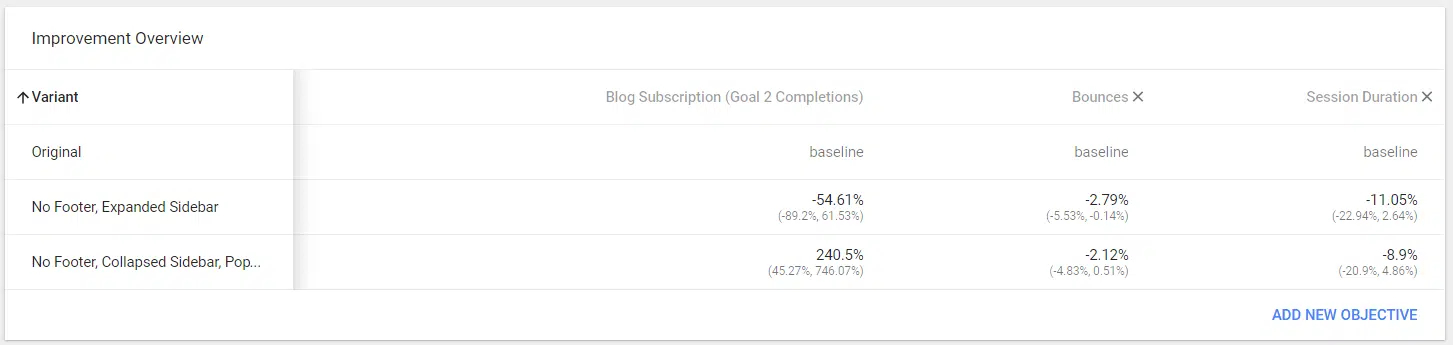 Improvement Overview
Variant Blog Subscription (Goal 2 Completions) Bounces Session Duration
Original baseline baseline baseline
No Footer, Expanded Sidebar -54.61% -2.79% -11.05%
(-89.2%, 61.53%) (-5.53%, -0.14%) (-22.94%, 2.64%)
No Footer, Collapsed Sidebar, Pop... 240.5% -2.12% -8.9%
(45.27%, 746.07%) (-4.83%, 0.51%) (-20.9%, 4.86%)
ADD NEW OBJECTIVE